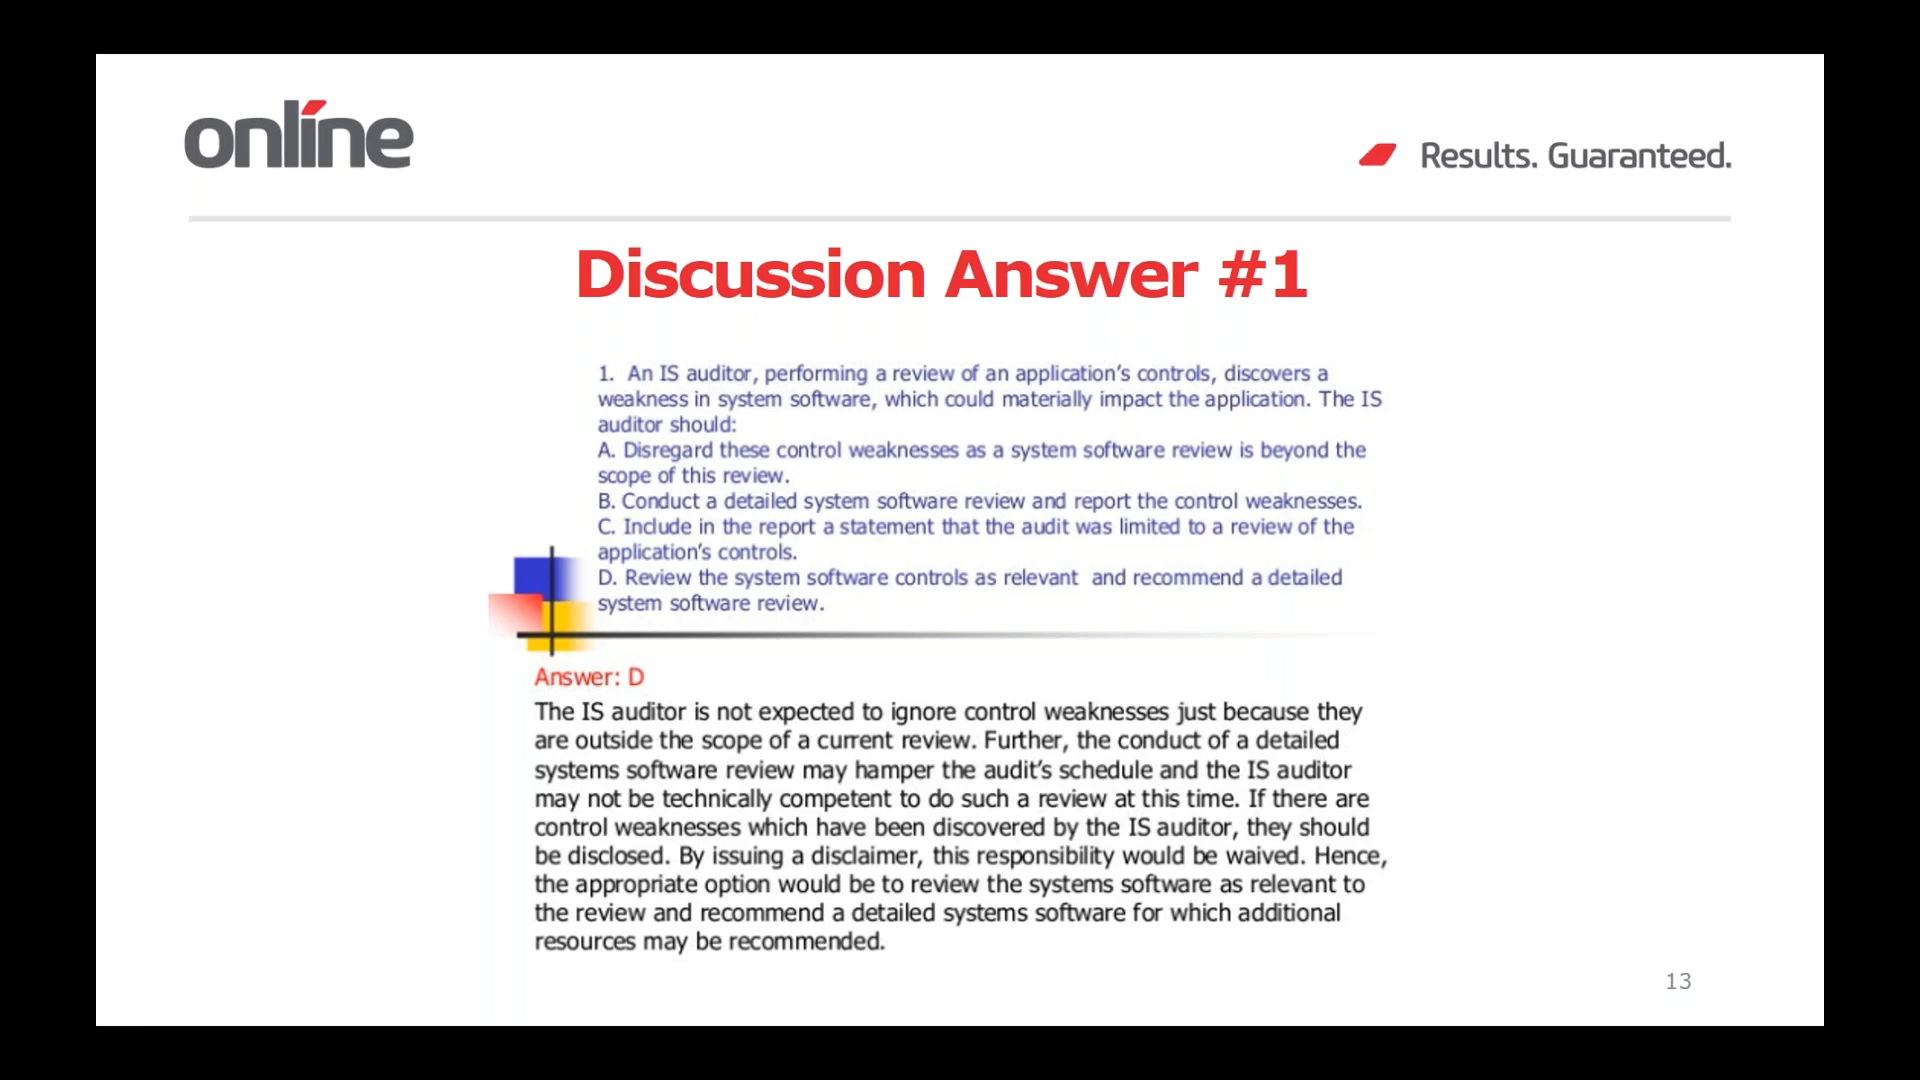 online
Results. Guaranteed.
Discussion Answer #1
1. An IS auditor, performing a review of an application's controls, discovers a
weakness in system software, which could materially impact the application. The IS
auditor should:
A. Disregard these control weaknesses as a system software review is beyond the
scope of this review.
B. Conduct a detailed system software review and report the control weaknesses.
C. Include in the report a statement that the audit was limited to a review of the
application's controls.
D. Review the system software controls as relevant and recommend a detailed
system software review.
Answer: D
The IS auditor is not expected to ignore control weaknesses just because they
are outside the scope of a current review. Further, the conduct of a detailed
systems software review may hamper the audit's schedule and the IS auditor
may not be technically competent to do such a review at this time. If there are
control weaknesses which have been discovered by the IS auditor, they should
be disclosed. By issuing a disclaimer, this responsibility would be waived. Hence,
the appropriate option would be to review the systems software as relevant to
the review and recommend a detailed systems software for which additional
resources may be recommended.
13